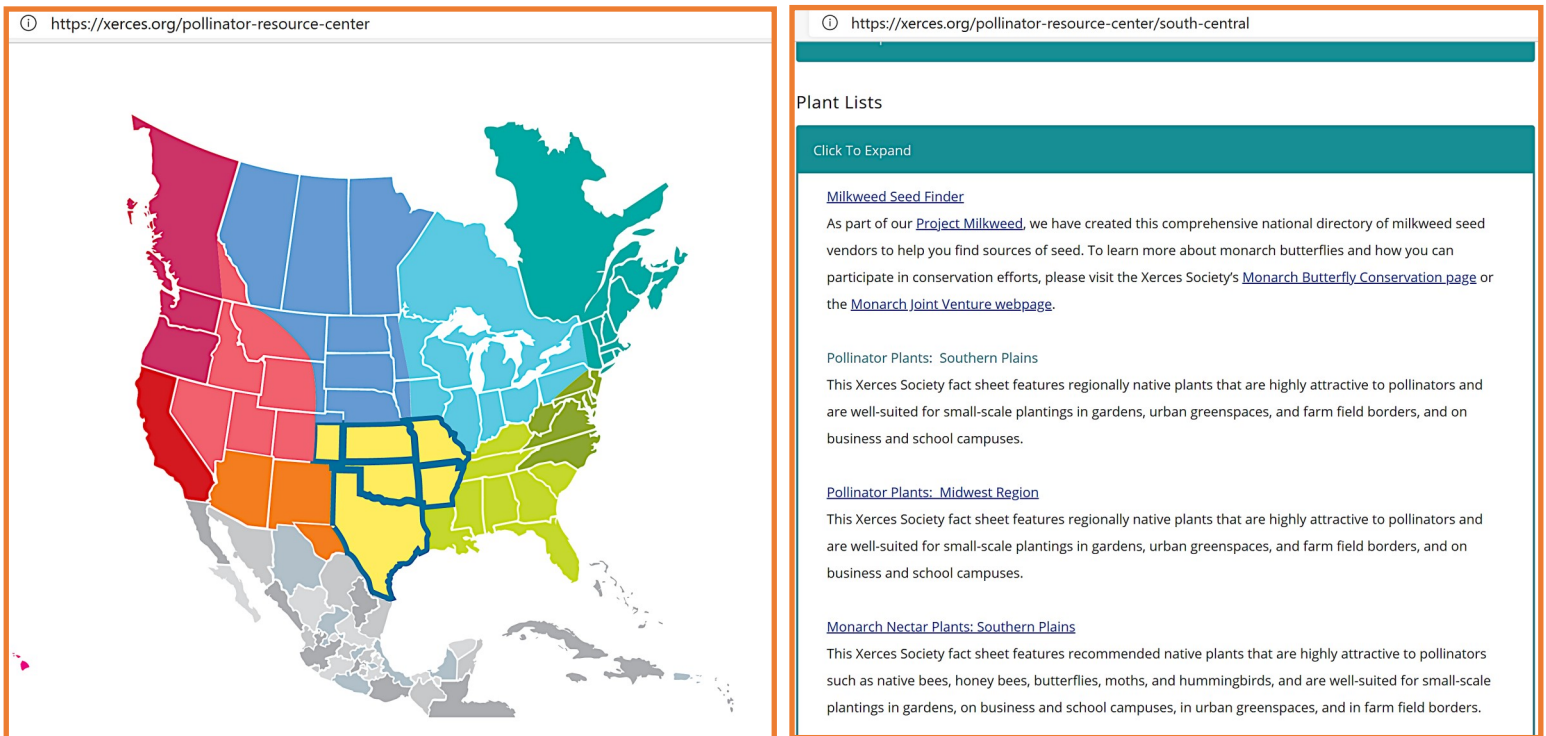 https://xerces.org/pollinator-resource-center
https://xerces.org/pollinator-resource-center/south-central
Plant Lists
Click To Expand
Milkweed Seed Finder
As part of our Project Milkweed, we have created this comprehensive national directory of milkweed seed
vendors to help you find sources of seed. To learn more about monarch butterflies and how you can
participate in conservation efforts, please visit the Xerces Society's Monarch Butterfly Conservation page or
the Monarch Joint Venture webpage.
Pollinator Plants: Southern Plains
This Xerces Society fact sheet features regionally native plants that are highly attractive to pollinators and
are well-suited for small-scale plantings in gardens, urban greenspaces, and farm field borders, and on
business and school campuses.
Pollinator Plants: Midwest Region
This Xerces Society fact sheet features regionally native plants that are highly attractive to pollinators and
are well-suited for small-scale plantings in gardens, urban greenspaces, and farm field borders, and on
business and school campuses.
Monarch Nectar Plants: Southern Plains
This Xerces Society fact sheet features recommended native plants that are highly attractive to pollinators
such as native bees, honey bees, butterflies, moths, and hummingbirds, and are well-suited for small-scale
plantings in gardens, on business and school campuses, in urban greenspaces, and in farm field borders.